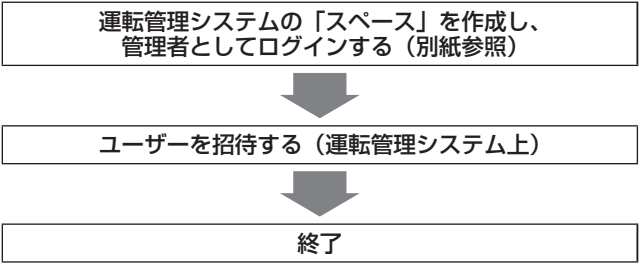 運転管理システムの「スペース」を作成し、
管理者としてログインする（別紙参照）
ユーザーを招待する（運転管理システム上）
終了